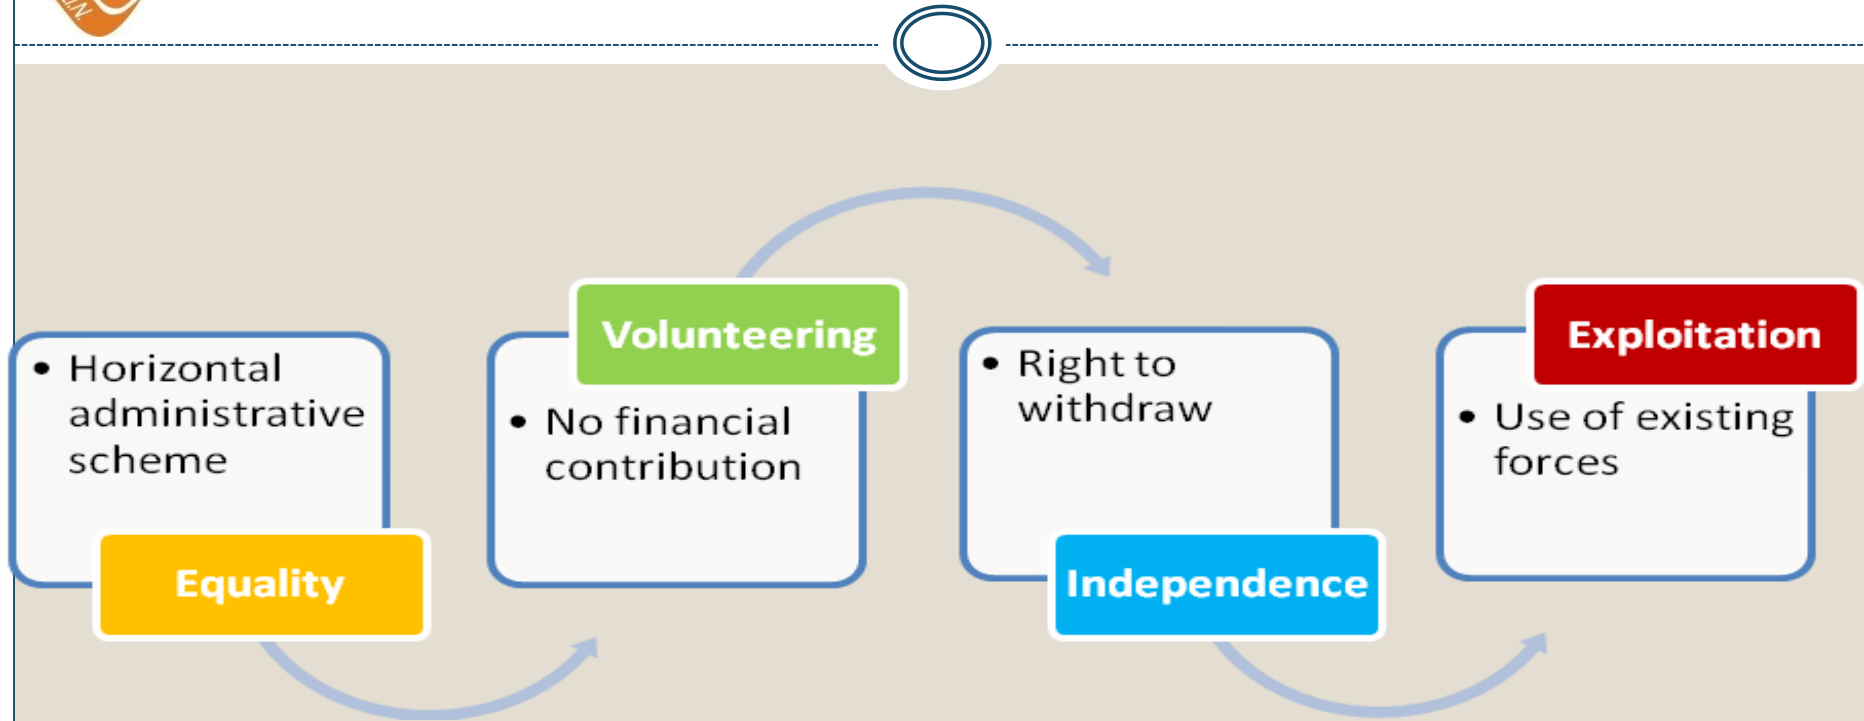 • Horizontal
administrative
scheme
Equality
Volunteering
• No financial
contribution
• Right to
withdraw
Independence
Exploitation
• Use of existing
forces